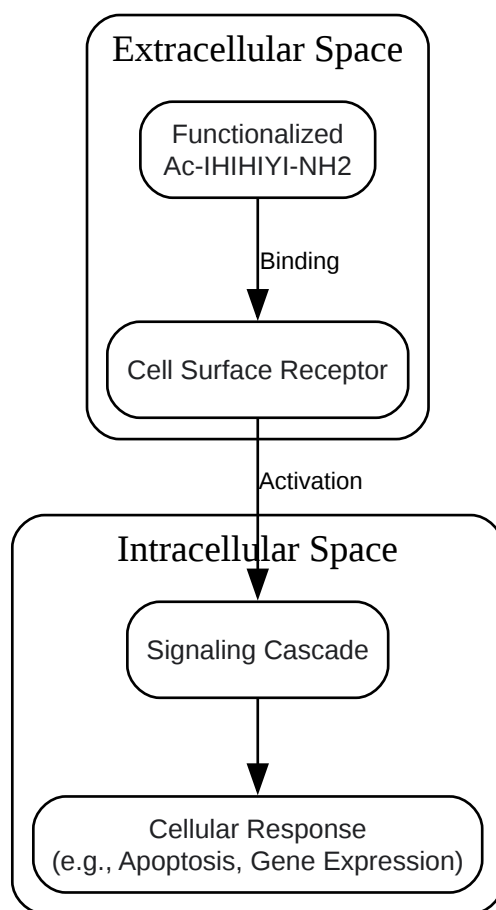 Extracellular Space
Functionalized
Ac-IHIHIYI-NH2
Binding
Cell Surface Receptor
Activation
Intracellular Space
Signaling Cascade
Cellular Response
(e.g., Apoptosis, Gene Expression)